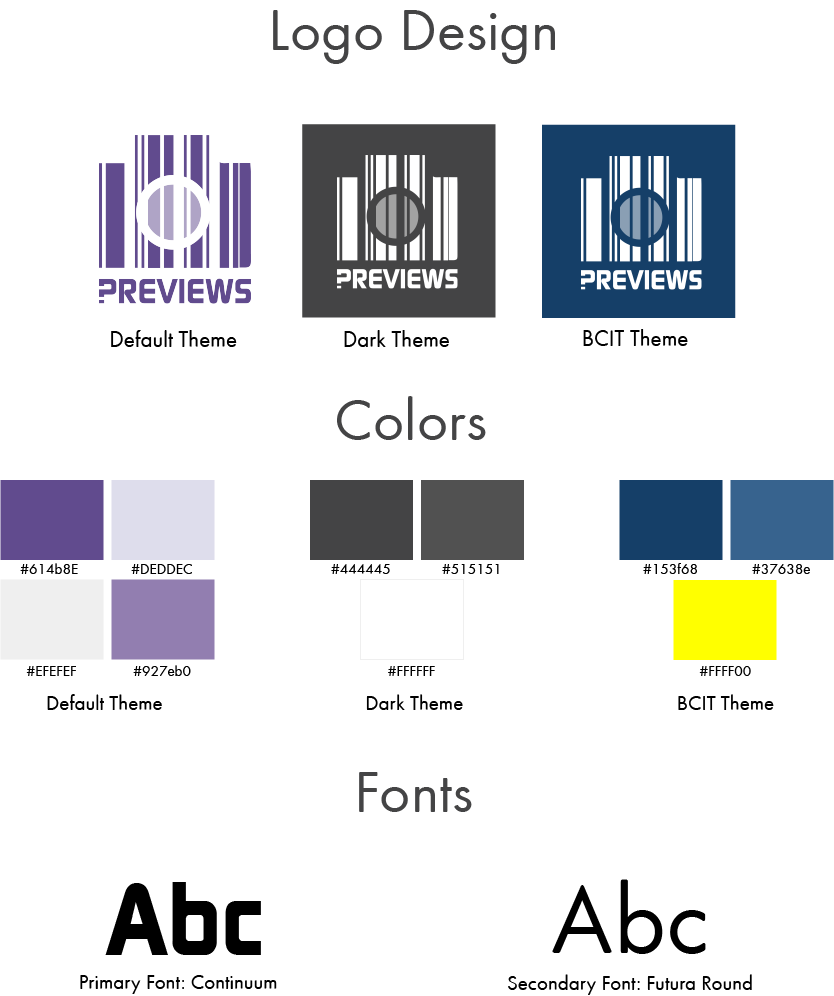 Logo Design
PREVIEWS PREVIEWS PREVIEWS
Default Theme Dark Theme BCIT Theme
Colors
#614b8E #DEDDEC #444445 #515151 #153f68 #37638e
#EFEFEF #927eb0 #FFFFFF #FFFF00
Default Theme Dark Theme BCIT Theme
Fonts
Abc Abc
Primary Font: Continuum Secondary Font: Futura Round